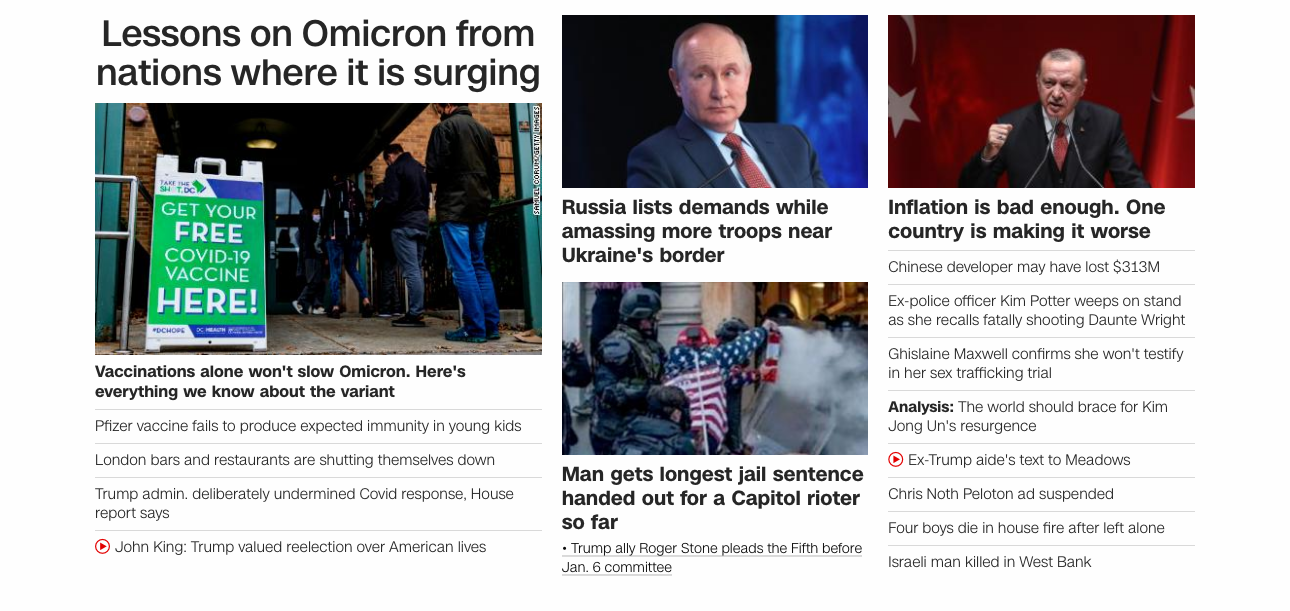 Lessons on Omicron from
nations where it is surging
SAMUEL CORUM/GETTY IMAGES
TAKE THE
SH T.DC
GET YOUR
FREE
COVID-19
VACCINE
HERE!
#DCHOPE
DC HEALTH
Vaccinations alone won't slow Omicron. Here's
everything we know about the variant
Pfizer vaccine fails to produce expected immunity in young kids
London bars and restaurants are shutting themselves down
Trump admin. deliberately undermined Covid response, House
report says
John King: Trump valued reelection over American lives
Russia lists demands while
amassing more troops near
Ukraine's border
Man gets longest jail sentence
handed out for a Capitol rioter
so far
• Trump ally Roger Stone pleads the Fifth before
Jan. 6 committee
Inflation is bad enough. One
country is making it worse
Chinese developer may have lost $313M
Ex-police officer Kim Potter weeps on stand
as she recalls fatally shooting Daunte Wright
Ghislaine Maxwell confirms she won't testify
in her sex trafficking trial
Analysis: The world should brace for Kim
Jong Un's resurgence
Ex-Trump aide's text to Meadows
Chris Noth Peloton ad suspended
Four boys die in house fire after left alone
Israeli man killed in West Bank